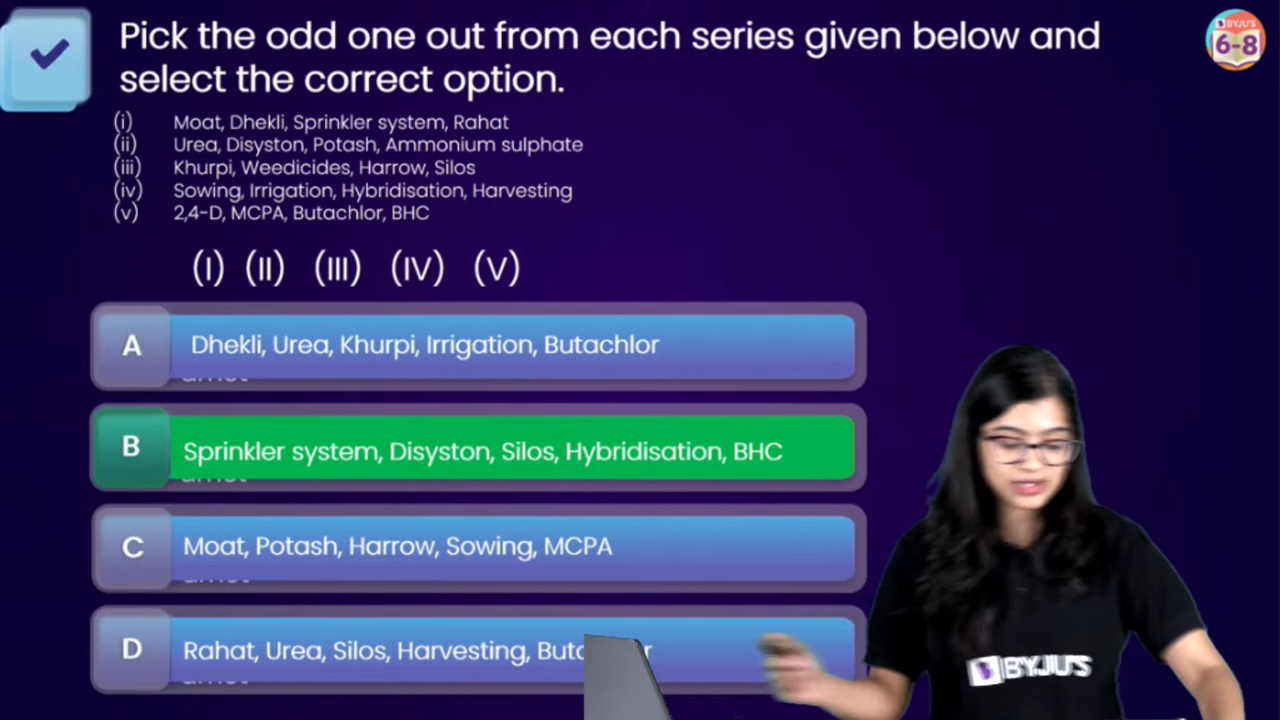 Pick the odd one out from each series given below and
select the correct option.
BYJU'S
6-8
(i) Moat, Dhekli, Sprinkler system, Rahat
(ii) Urea, Disyston, Potash, Ammonium sulphate
(iii) Khurpi, Weedicides, Harrow, Silos
(iv) Sowing, Irrigation, Hybridisation, Harvesting
(v) 2,4-D, MCPA, Butachlor, BHC
(I) (II) (III) (IV) (V)
A Dhekli, Urea, Khurpi, Irrigation, Butachlor
B Sprinkler system, Disyston, Silos, Hybridisation, BHC
C Moat, Potash, Harrow, Sowing, MCPA
D Rahat, Urea, Silos, Harvesting,
BYJU'S